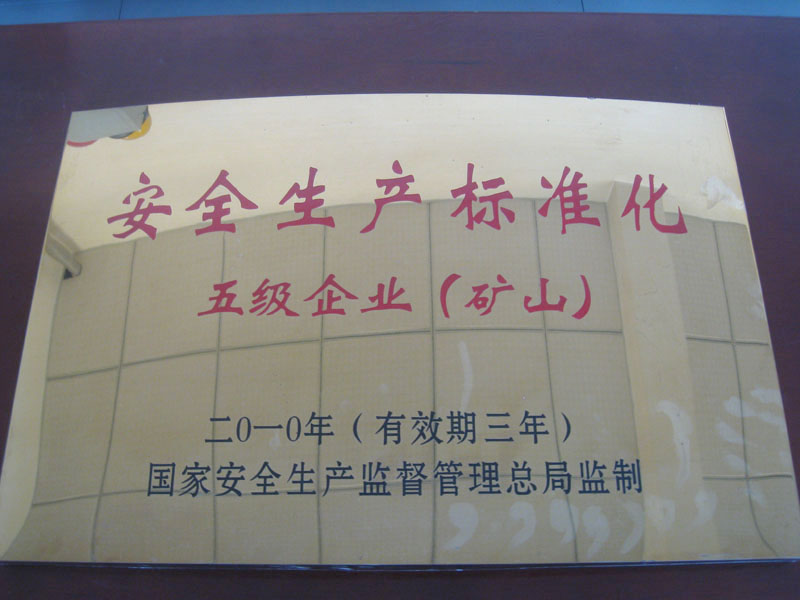 安全生产标准化
五级企业（矿山）
二0一0年（有效期三年）
国家安全生产监督管理总局监制